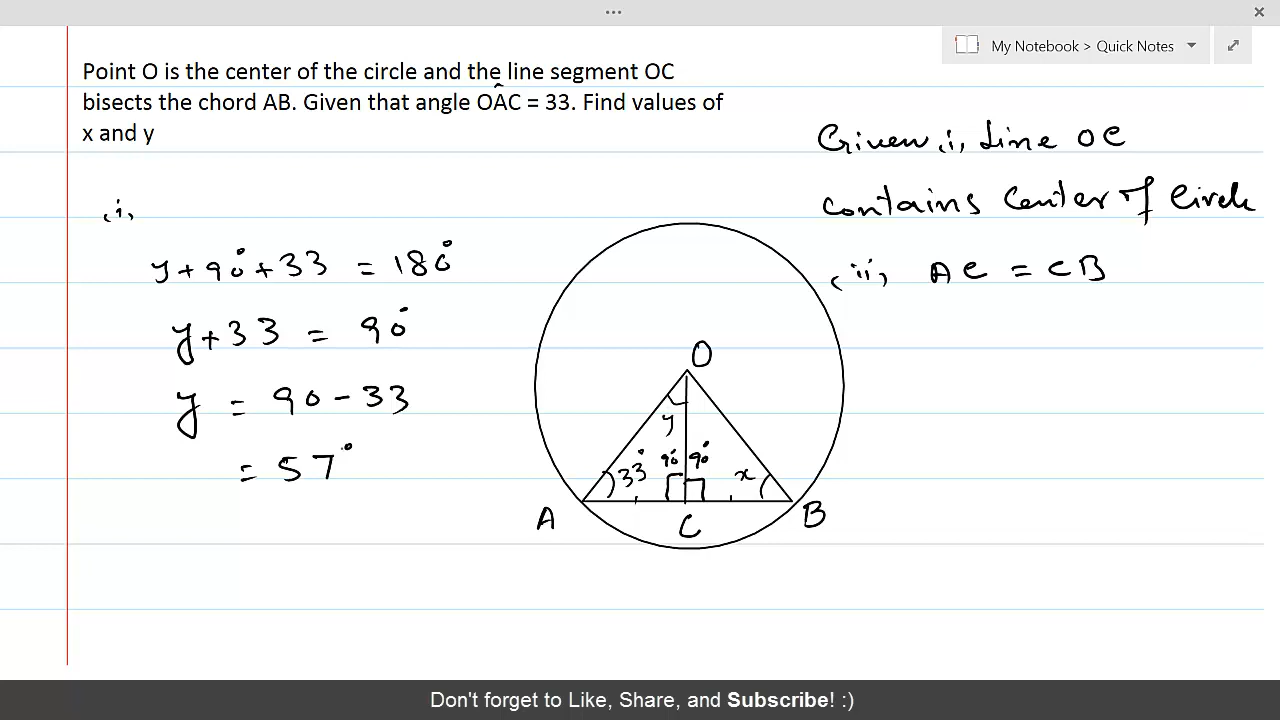 My Notebook > Quick Notes
Point O is the center of the circle and the line segment OC
bisects the chord AB. Given that angle OÂC = 33. Find values of
x and y
Given (i) Line OC
contains Center of Circle
(ii) AC = CB
(i)
y + 90° + 33 = 180°
y + 33 = 90°
y = 90 - 33
= 57°
O
y
33° 90° 90° x
A C B
Don't forget to Like, Share, and Subscribe! :)